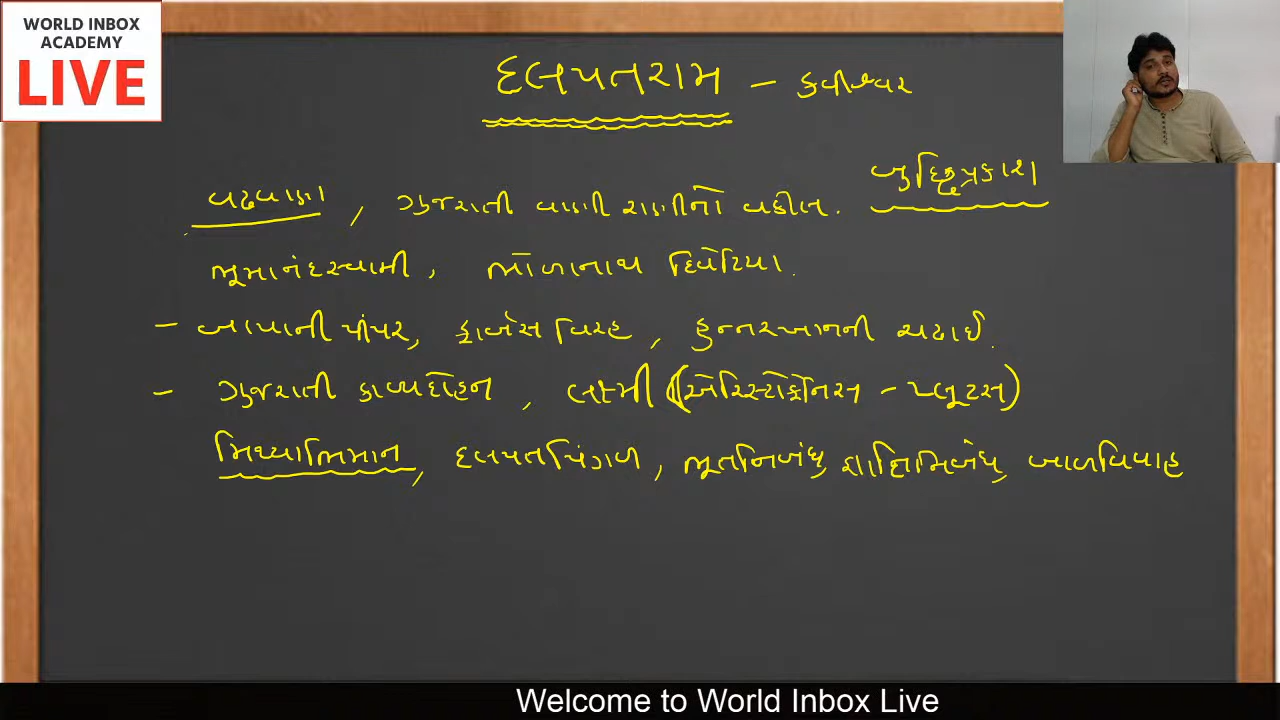 WORLD INBOX
ACADEMY
LIVE
દલપતરામ – કવીશ્વર
વઢવાણ, ગુજરાતી વાણી રાણીનો વકીલ. બુદ્ધિપ્રકાશ
ભૂમાનંદસ્વામી, ભોળાનાથ દિવેટિયા.
– બાપાની પીંપર, ફાર્બસ વિરહ, હુન્નરખાનની ચઢાઈ.
– ગુજરાતી કાવ્યદોહન, લક્ષ્મી (એરિસ્ટોફેનિસ – પ્લૂટસ)
મિથ્યાભિમાન, દલપતપિંગળ, ભૂતનિબંધ, જ્ઞાતિનિબંધ, બાળવિવાહ
Welcome to World Inbox Live